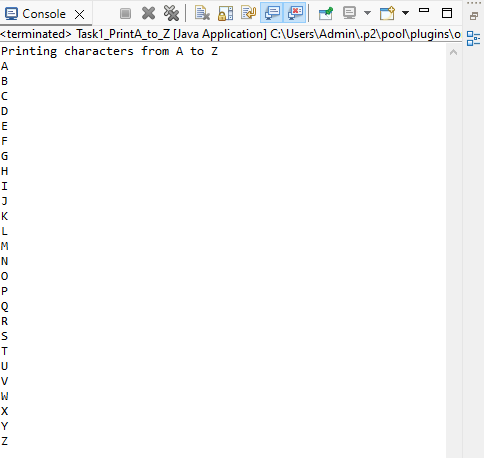 Console
<terminated> Task1_PrintA_to_Z [Java Application] C:\Users\Admin\.p2\pool\plugins\o
Printing characters from A to Z
A
B
C
D
E
F
G
H
I
J
K
L
M
N
O
P
Q
R
S
T
U
V
W
X
Y
Z